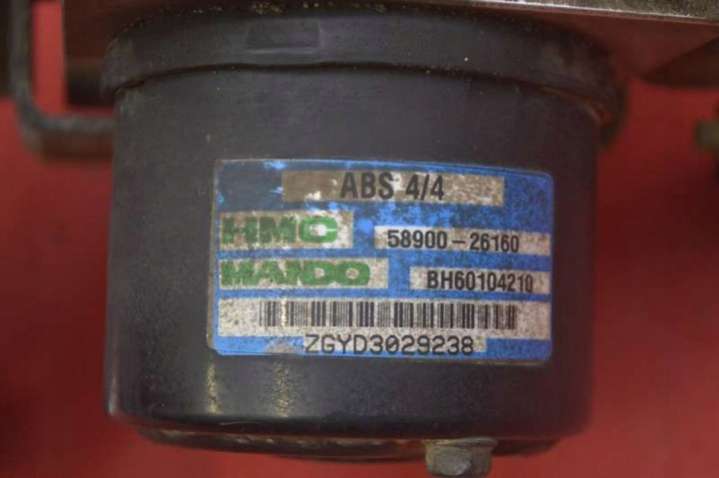 ABS 4/4
HMC 58900-26160
MANDO BH60104210
ZGYD3029238